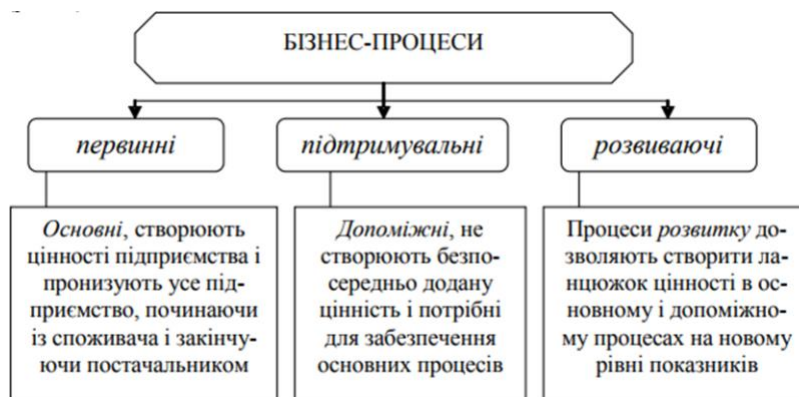 БІЗНЕС-ПРОЦЕСИ
первинні
підтримувальні
розвиваючі
Основні, створюють
цінності підприємства і
пронизують усе під-
приємство, починаючи
із споживача і закінчу-
ючи постачальником
Допоміжні, не
створюють безпо-
середньо додану
цінність і потрібні
для забезпечення
основних процесів
Процеси розвитку до-
зволяють створити ла-
нцюжок цінності в ос-
новному і допоміжно-
му процесах на новому
рівні показників